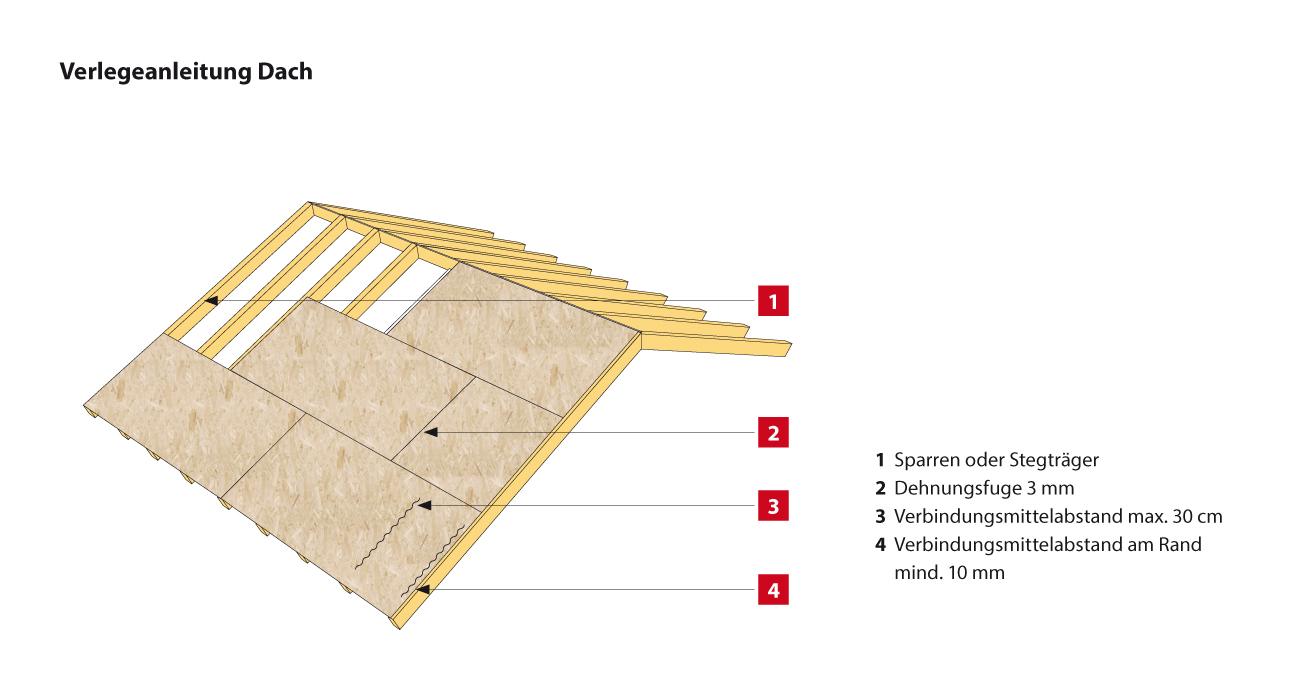 Verlegeanleitung Dach
1
2
3
4
1 Sparren oder Stegträger
2 Dehnungsfuge 3 mm
3 Verbindungsmittelabstand max. 30 cm
4 Verbindungsmittelabstand am Rand
mind. 10 mm